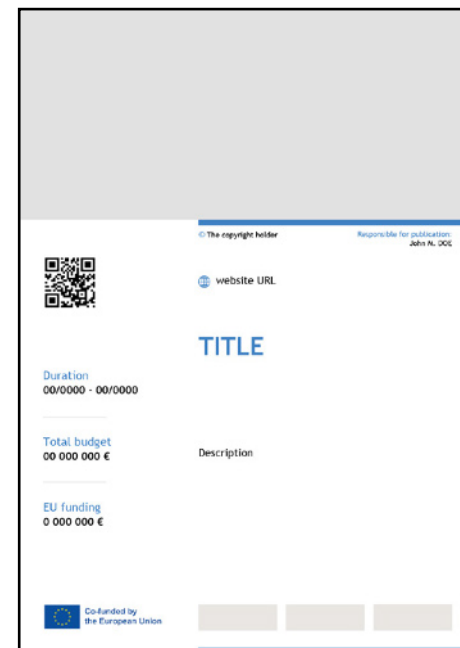 © The copyright holder
Responsible for publication:
John M. DOE
website URL
TITLE
Duration
00/0000 - 00/0000
Total budget
00 000 000 €
Description
EU funding
0 000 000 €
Co-funded by
the European Union